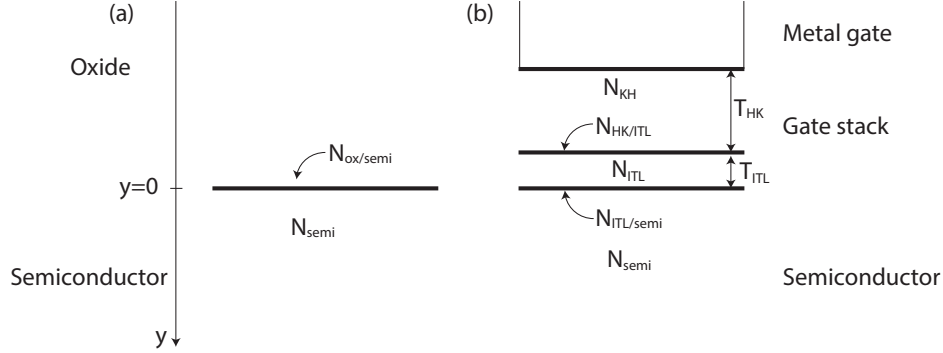 (a)
Oxide
N_ox/semi
y=0
N_semi
Semiconductor
y
(b)
Metal gate
N_KH
T_HK
N_HK/ITL
Gate stack
N_ITL
T_ITL
N_ITL/semi
N_semi
Semiconductor